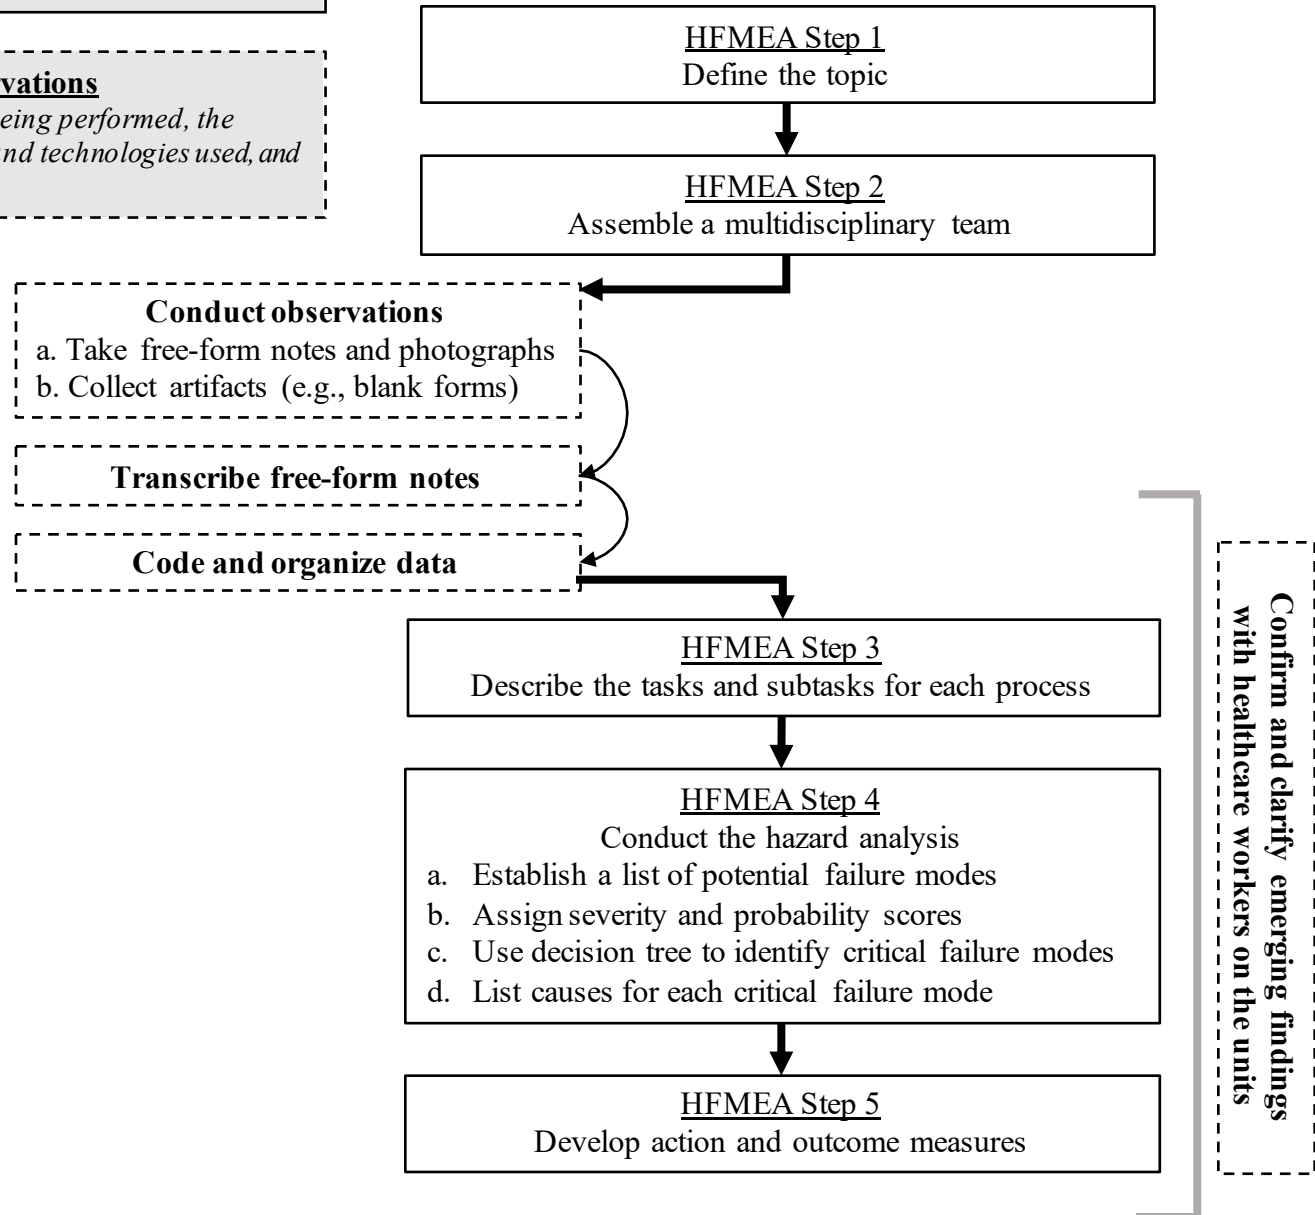 vations
eing performed, the
nd technologies used, and
HFMEA Step 1
Define the topic
HFMEA Step 2
Assemble a multidisciplinary team
Conduct observations
a. Take free-form notes and photographs
b. Collect artifacts (e.g., blank forms)
Transcribe free-form notes
Code and organize data
HFMEA Step 3
Describe the tasks and subtasks for each process
HFMEA Step 4
Conduct the hazard analysis
a. Establish a list of potential failure modes
b. Assign severity and probability scores
c. Use decision tree to identify critical failure modes
d. List causes for each critical failure mode
HFMEA Step 5
Develop action and outcome measures
Confirm and clarify emerging findings
with healthcare workers on the units